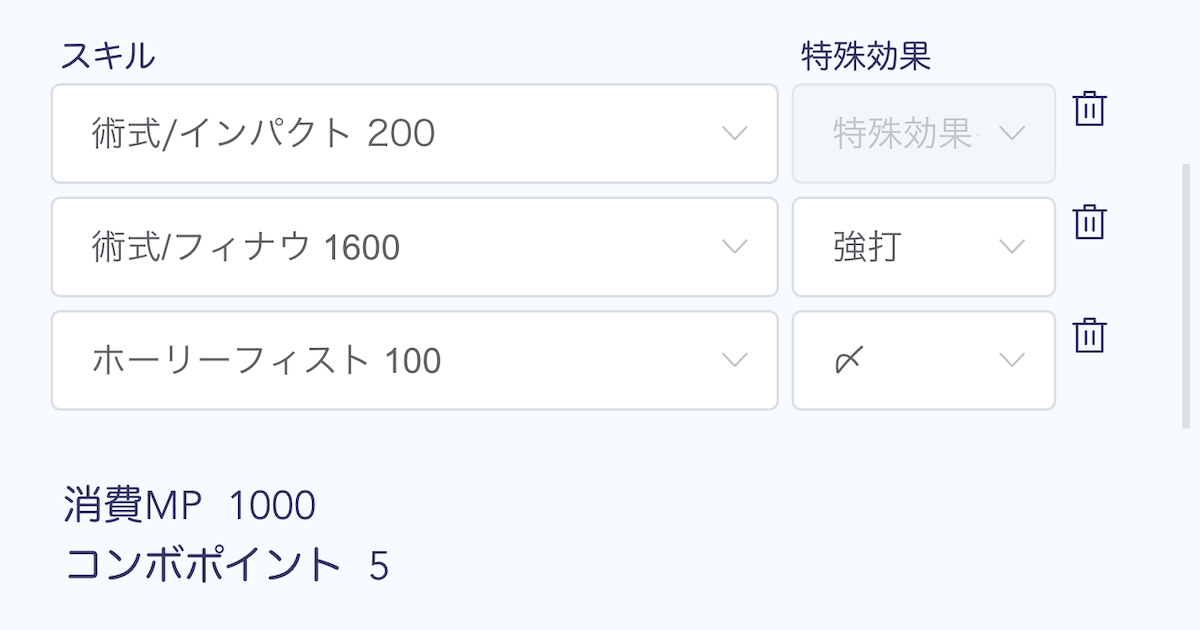 スキル 特殊効果
術式/インパクト 200 特殊効果
術式/フィナウ 1600 強打
ホーリーフィスト 100 〆
消費MP 1000
コンボポイント 5